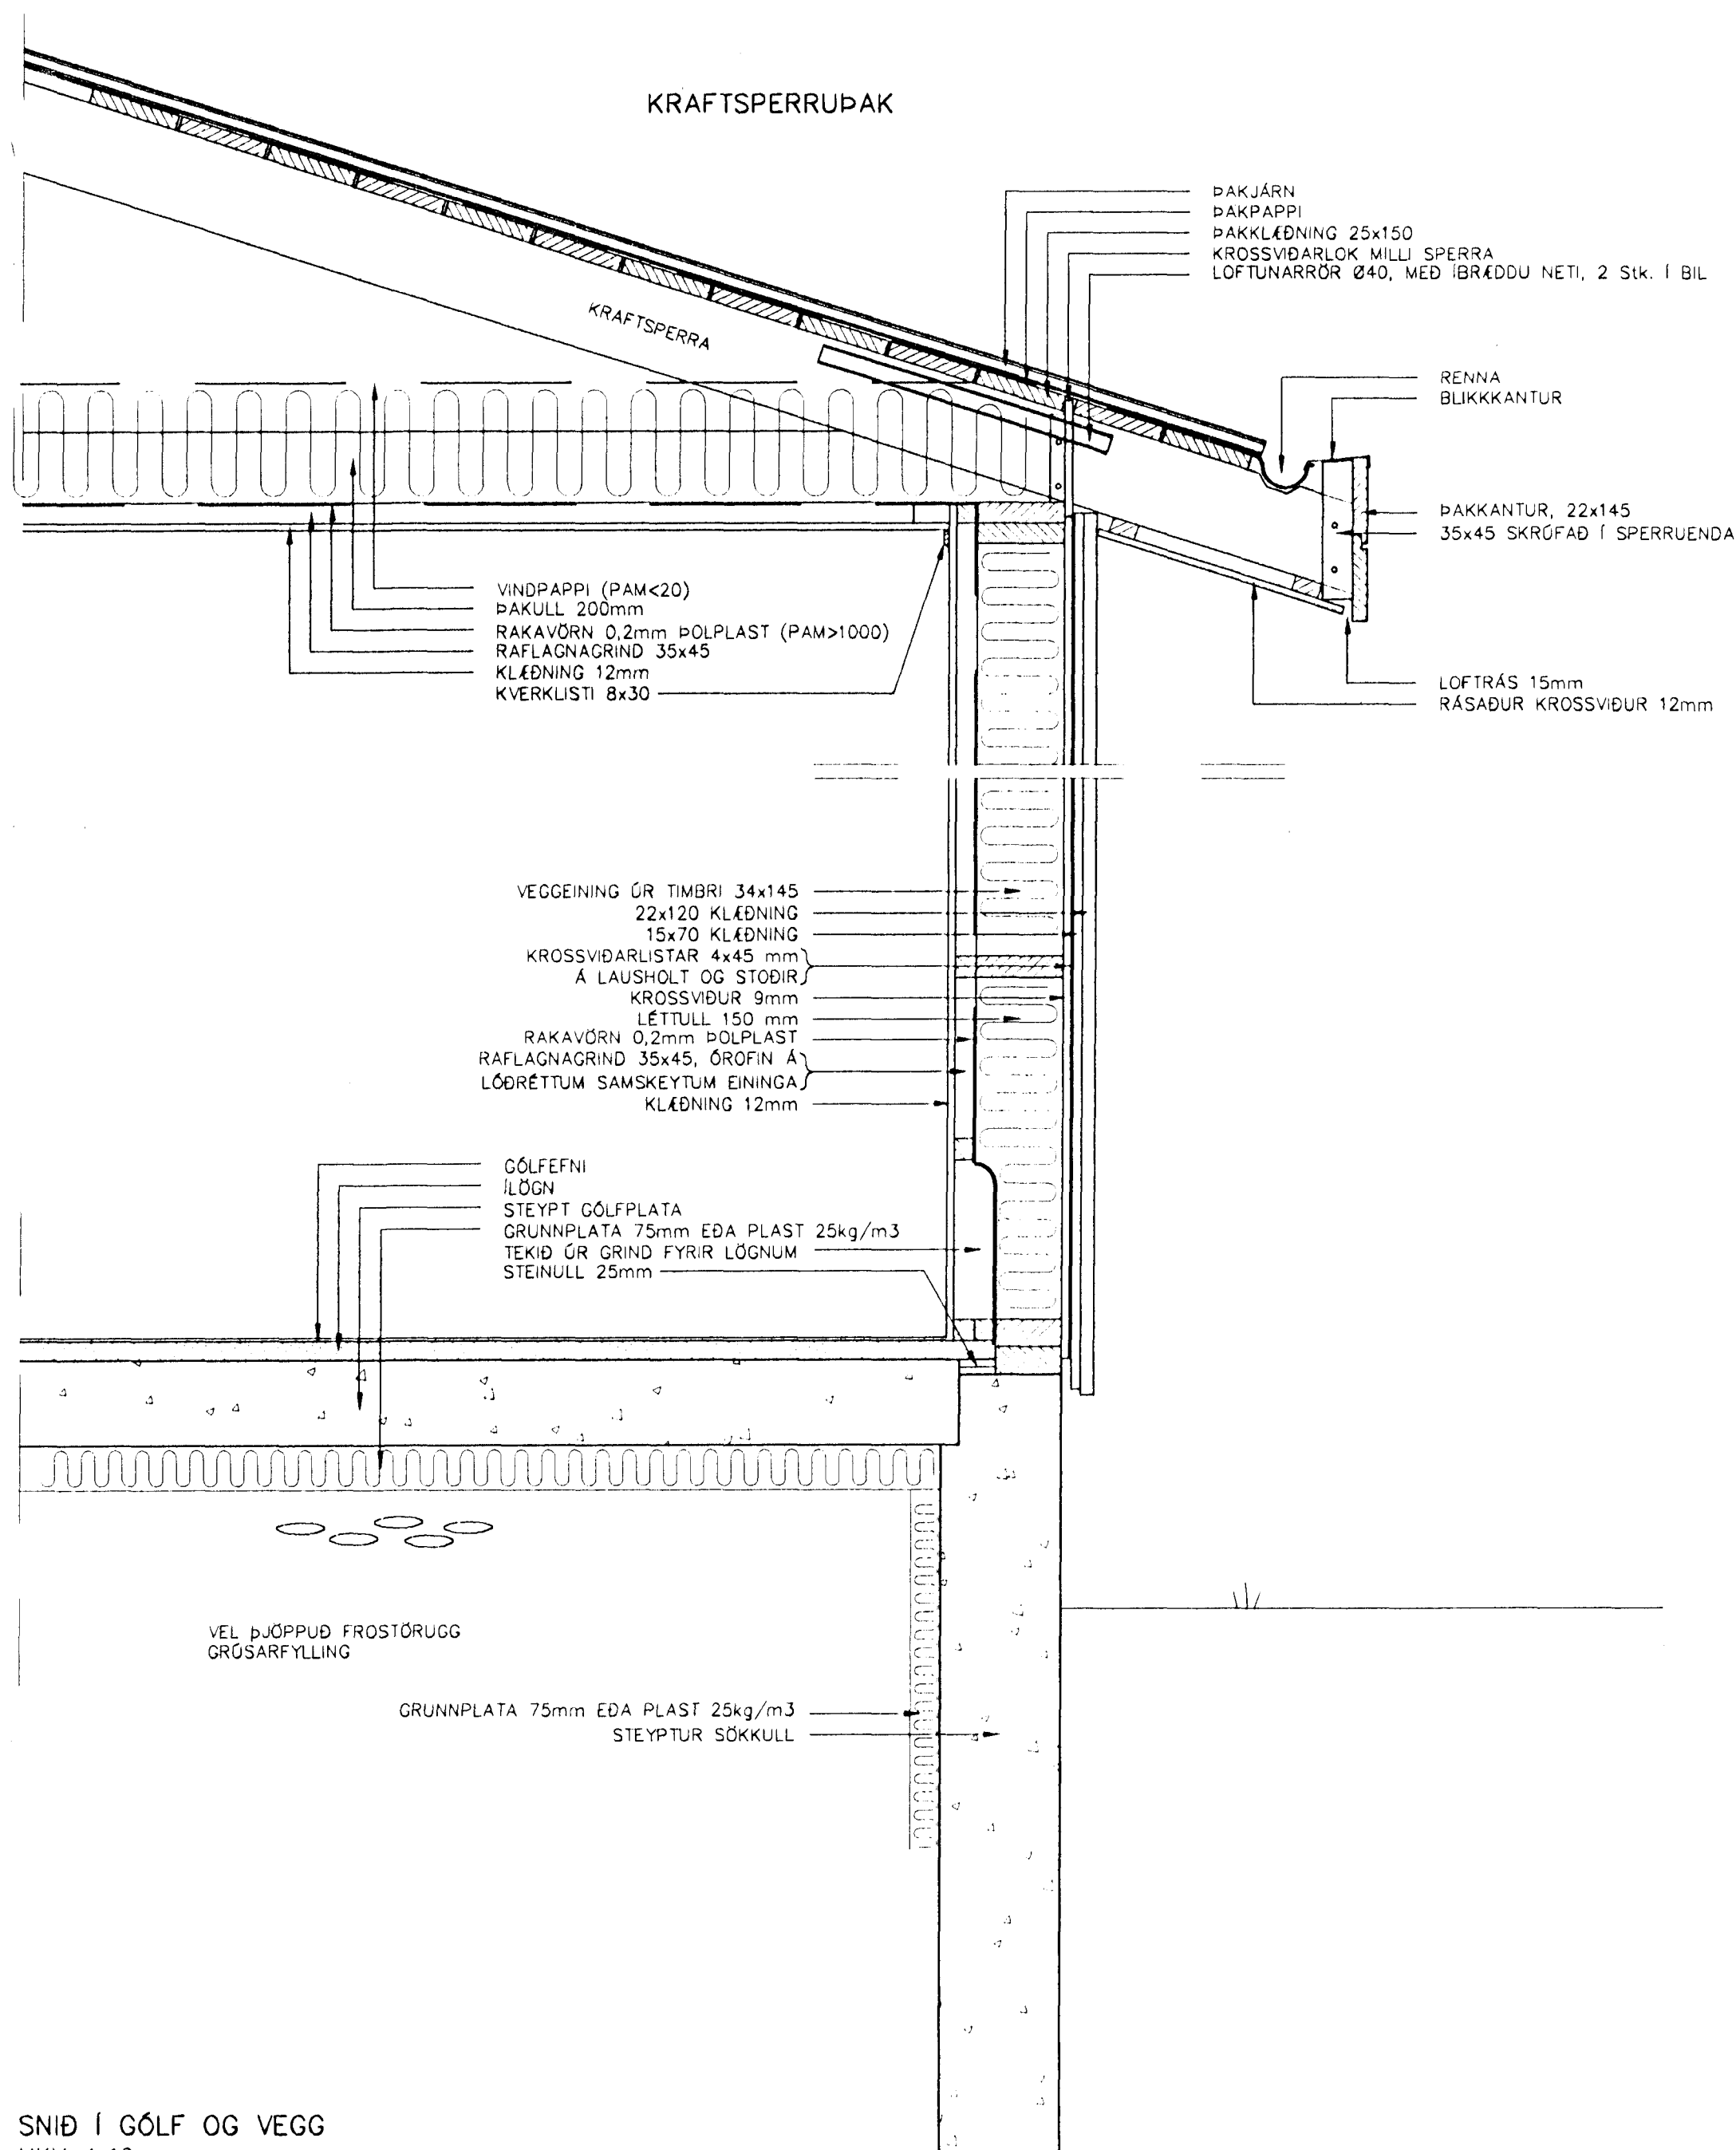 KRAFTSPERRUÞAK
ÞAKJÁRN
ÞAKPAPPI
ÞAKKLÆÐNING 25x150
KROSSVIÐARLOK MILLI SPERRA
LOFTUNARRÖR Ø40, MEÐ ÍBRÆDDU NETI, 2 Stk. Í BIL
KRAFTSPERRA
RENNA
BLIKKKANTUR
ÞAKKANTUR, 22x145
35x45 SKRÚFAÐ Í SPERRUENDA
VINDPAPPI (PAM<20)
ÞAKULL 200mm
RAKAVÖRN 0,2mm ÞOLPLAST (PAM>1000)
RAFLAGNAGRIND 35x45
KLÆÐNING 12mm
KVERKLISTI 8x30
LOFTRÁS 15mm
RÁSAÐUR KROSSVIÐUR 12mm
VEGGEINING ÚR TIMBRI 34x145
22x120 KLÆÐNING
15x70 KLÆÐNING
KROSSVIÐARLISTAR 4x45 mm
Á LAUSHOLT OG STOÐIR
KROSSVIÐUR 9mm
LÉTTULL 150 mm
RAKAVÖRN 0,2mm ÞOLPLAST
RAFLAGNAGRIND 35x45, ÓROFIN Á
LÓÐRÉTTUM SAMSKEYTUM EININGA
KLÆÐNING 12mm
GÓLFEFNI
ÍLÖGN
STEYPT GÓLFPLATA
GRUNNPLATA 75mm EÐA PLAST 25kg/m3
TEKIÐ ÚR GRIND FYRIR LÖGNUM
STEINULL 25mm
VEL ÞJÖPPUÐ FROSTÖRUGG
GRÚSARFYLLING
GRUNNPLATA 75mm EÐA PLAST 25kg/m3
STEYPTUR SÖKKULL
SNIÐ Í GÓLF OG VEGG